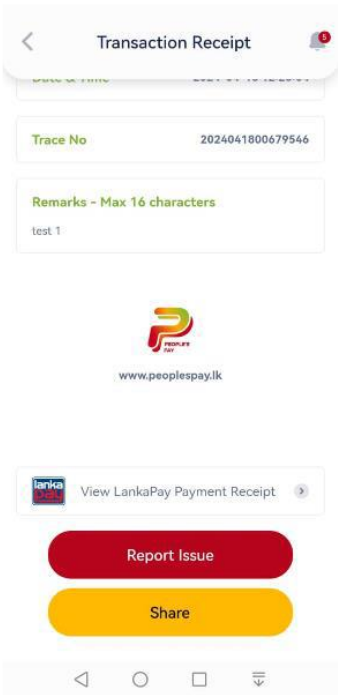 Transaction Receipt
5
Trace No
2024041800679546
Remarks - Max 16 characters
test 1
PEOPLE'S
PAY
www.peoplespay.lk
lanka
pay
View LankaPay Payment Receipt
Report Issue
Share